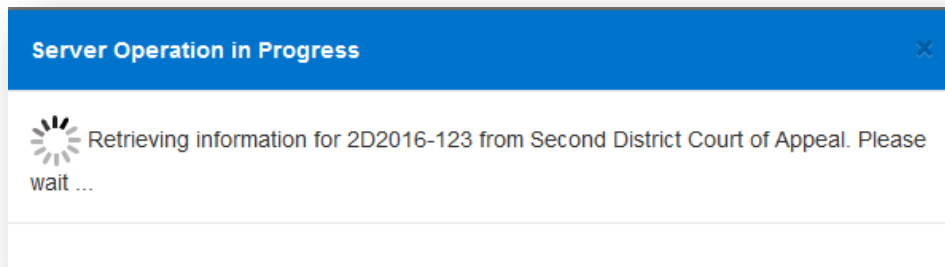 Server Operation in Progress ×
Retrieving information for 2D2016-123 from Second District Court of Appeal. Please
wait ...